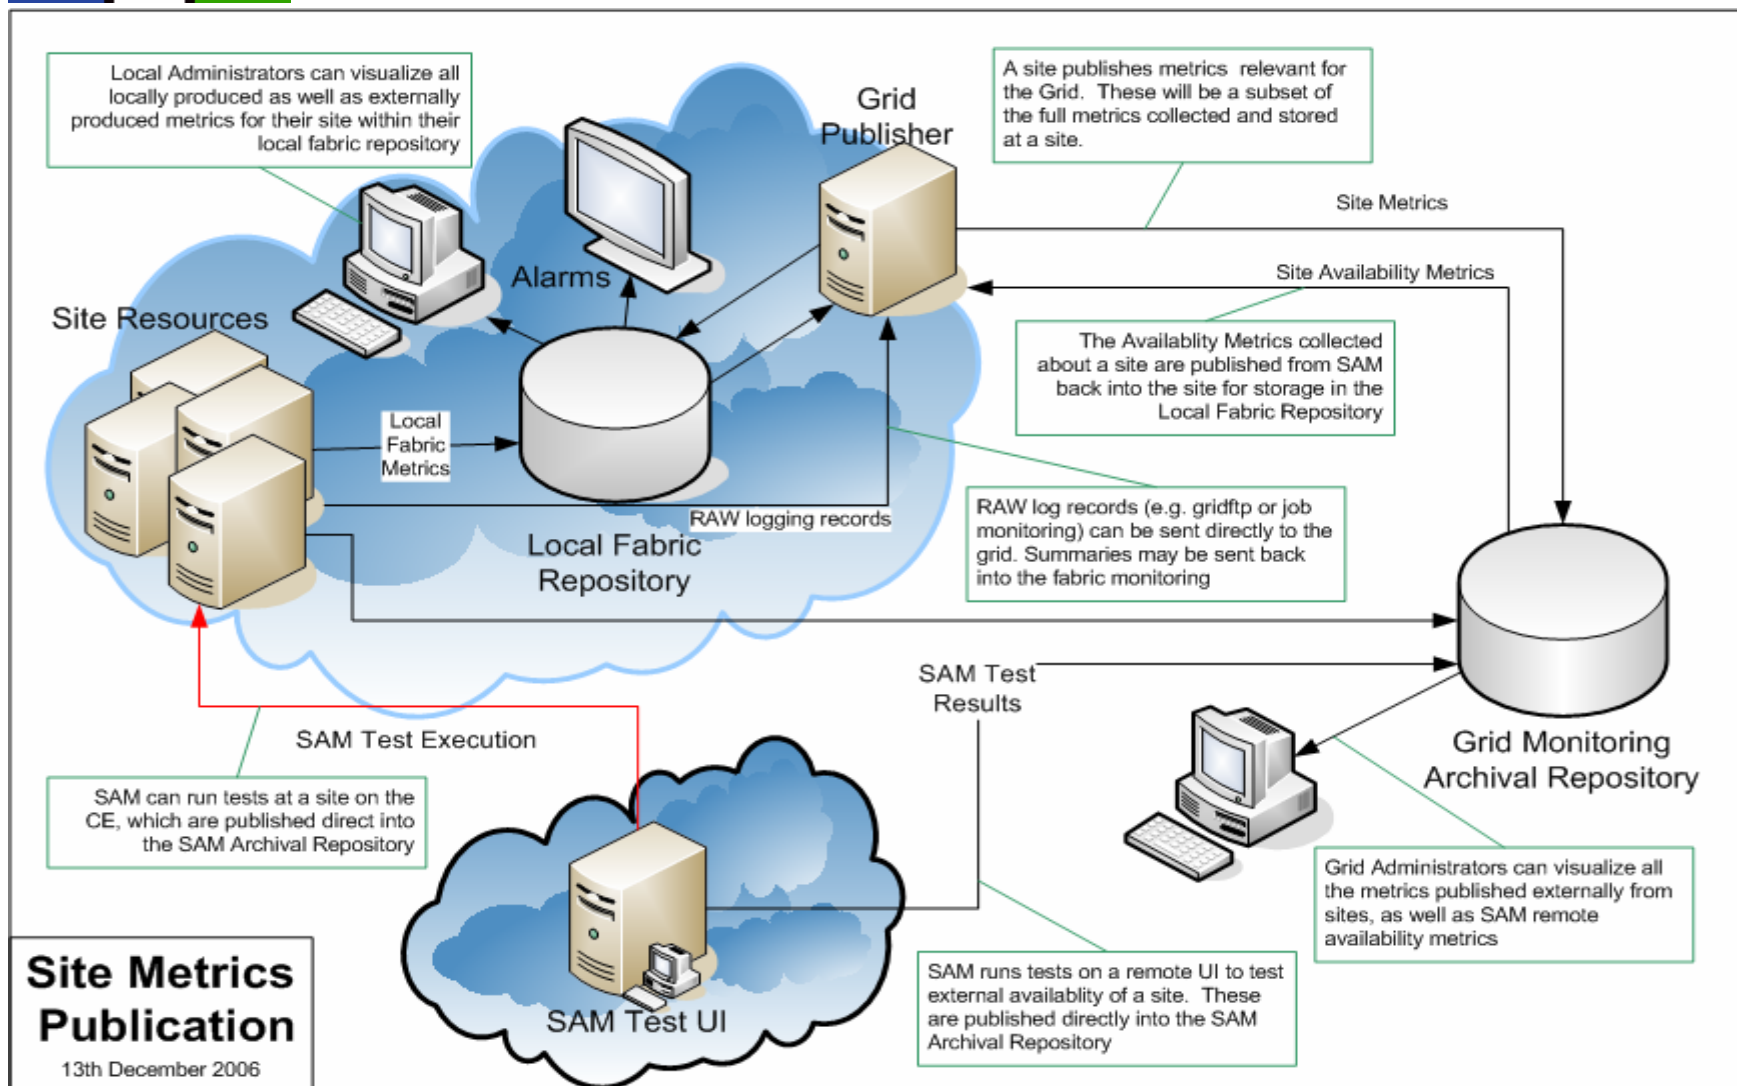 Local Administrators can visualize all
locally produced as well as externally
produced metrics for their site within their
local fabric repository
Grid
Publisher
A site publishes metrics relevant for
the Grid. These will be a subset of
the full metrics collected and stored
at a site.
Site Metrics
Alarms
Site Availability Metrics
Site Resources
The Availablity Metrics collected
about a site are published from SAM
back into the site for storage in the
Local Fabric Repository
Local
Fabric
Metrics
RAW logging records
Local Fabric
Repository
RAW log records (e.g. gridftp or job
monitoring) can be sent directly to the
grid. Summaries may be sent back
into the fabric monitoring
SAM Test
Results
SAM Test Execution
Grid Monitoring
Archival Repository
SAM can run tests at a site on the
CE, which are published direct into
the SAM Archival Repository
Grid Administrators can visualize all
the metrics published externally from
sites, as well as SAM remote
availability metrics
SAM Test UI
SAM runs tests on a remote UI to test
external availablity of a site. These
are published directly into the SAM
Archival Repository
Site Metrics
Publication
13th December 2006